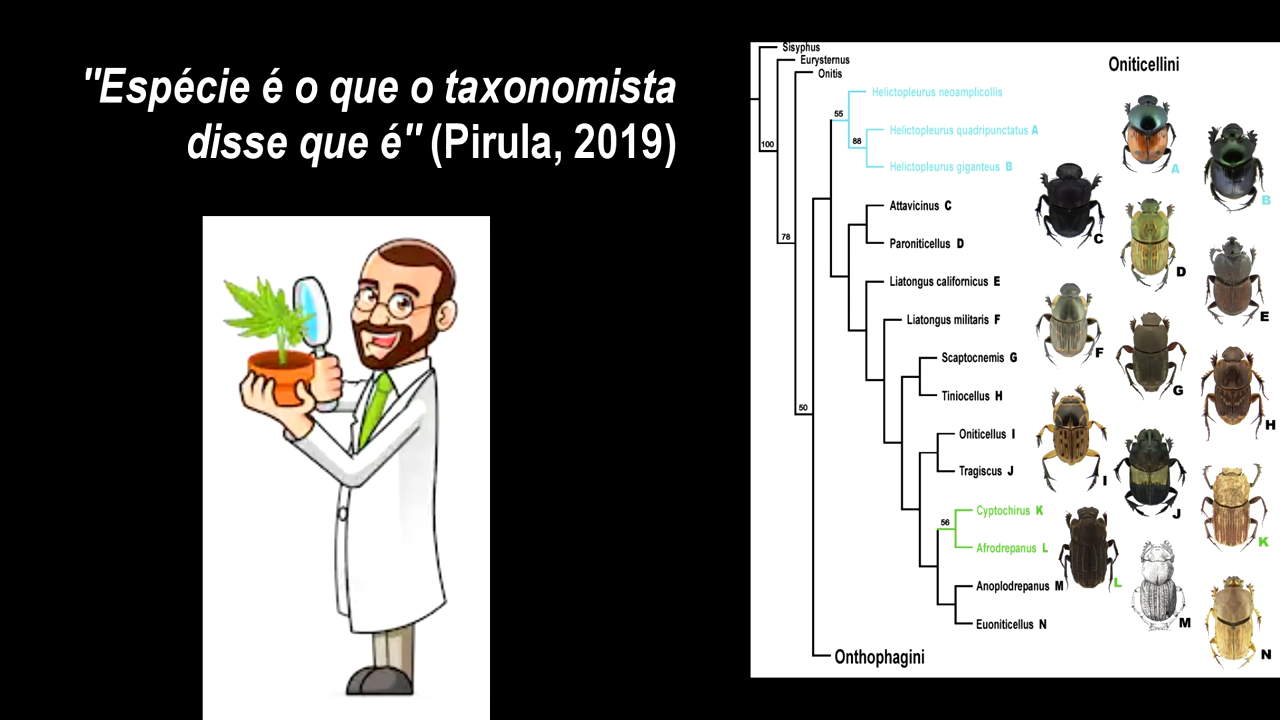 "Espécie é o que o taxonomista
disse que é" (Pirula, 2019)
Sisyphus
Eurysternus
Onitis
Oniticellini
Helictopleurus neoamplicollis
55
Helictopleurus quadripunctatus A
88
100
Helictopleurus giganteus B
A
B
Attavicinus C
C
78
Paroniticellus D
D
Liatongus californicus E
E
Liatongus militaris F
F
Scaptocnemis G
G
Tiniocellus H
H
50
Oniticellus I
I
Tragiscus J
J
Cyptochirus K
K
56
Afrodrepanus L
L
Anoplodrepanus M
M
Euoniticellus N
N
Onthophagini